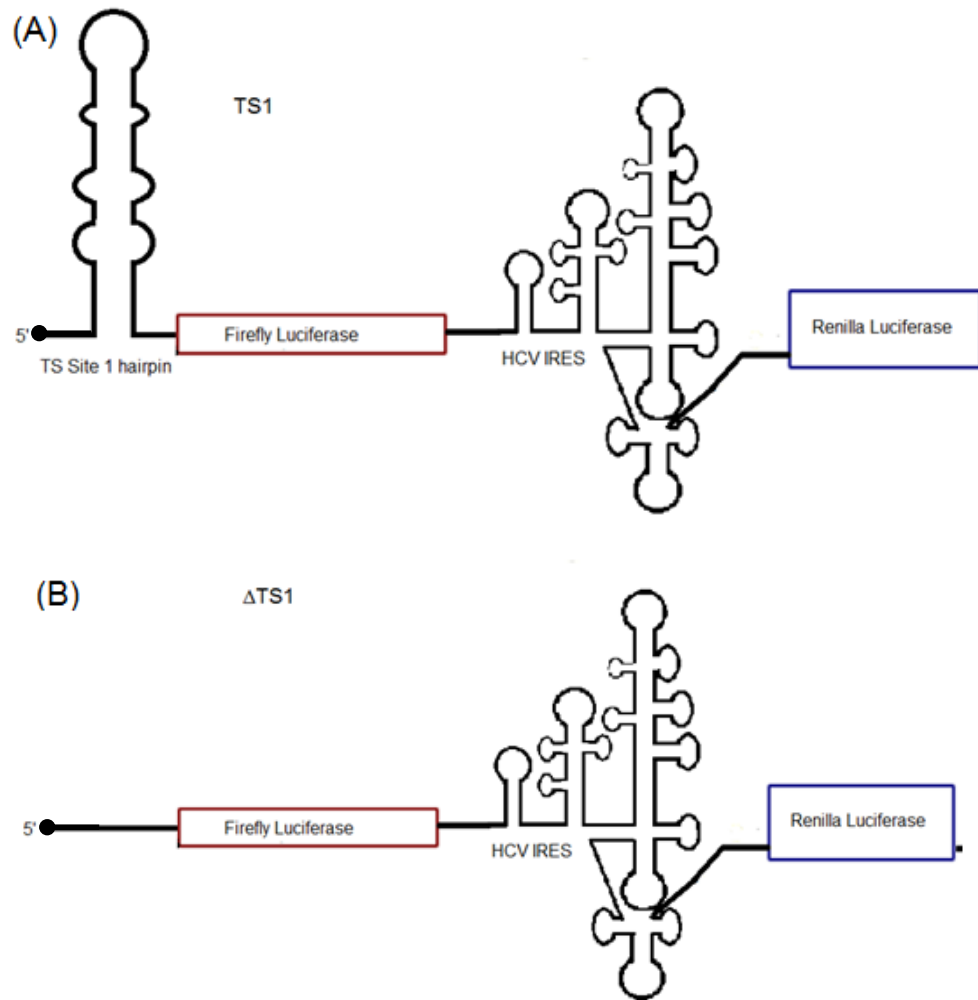 (A)
TS1
5'
Firefly Luciferase
Renilla Luciferase
TS Site 1 hairpin
HCV IRES
(B)
ΔTS1
5'
Firefly Luciferase
Renilla Luciferase
HCV IRES